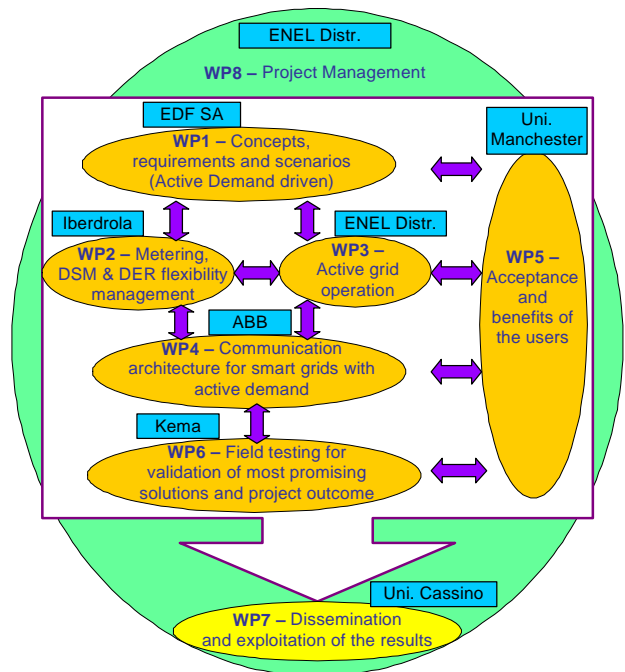 ENEL Distr.
WP8 – Project Management
EDF SA
Uni.
Manchester
WP1 – Concepts,
requirements and scenarios
(Active Demand driven)
Iberdrola
ENEL Distr.
WP2 – Metering,
DSM & DER flexibility
management
WP3 –
Active grid
operation
WP5 –
Acceptance
and
benefits of
the users
ABB
WP4 – Communication
architecture for smart grids with
active demand
Kema
WP6 – Field testing for
validation of most promising
solutions and project outcome
Uni. Cassino
WP7 – Dissemination
and exploitation of the results